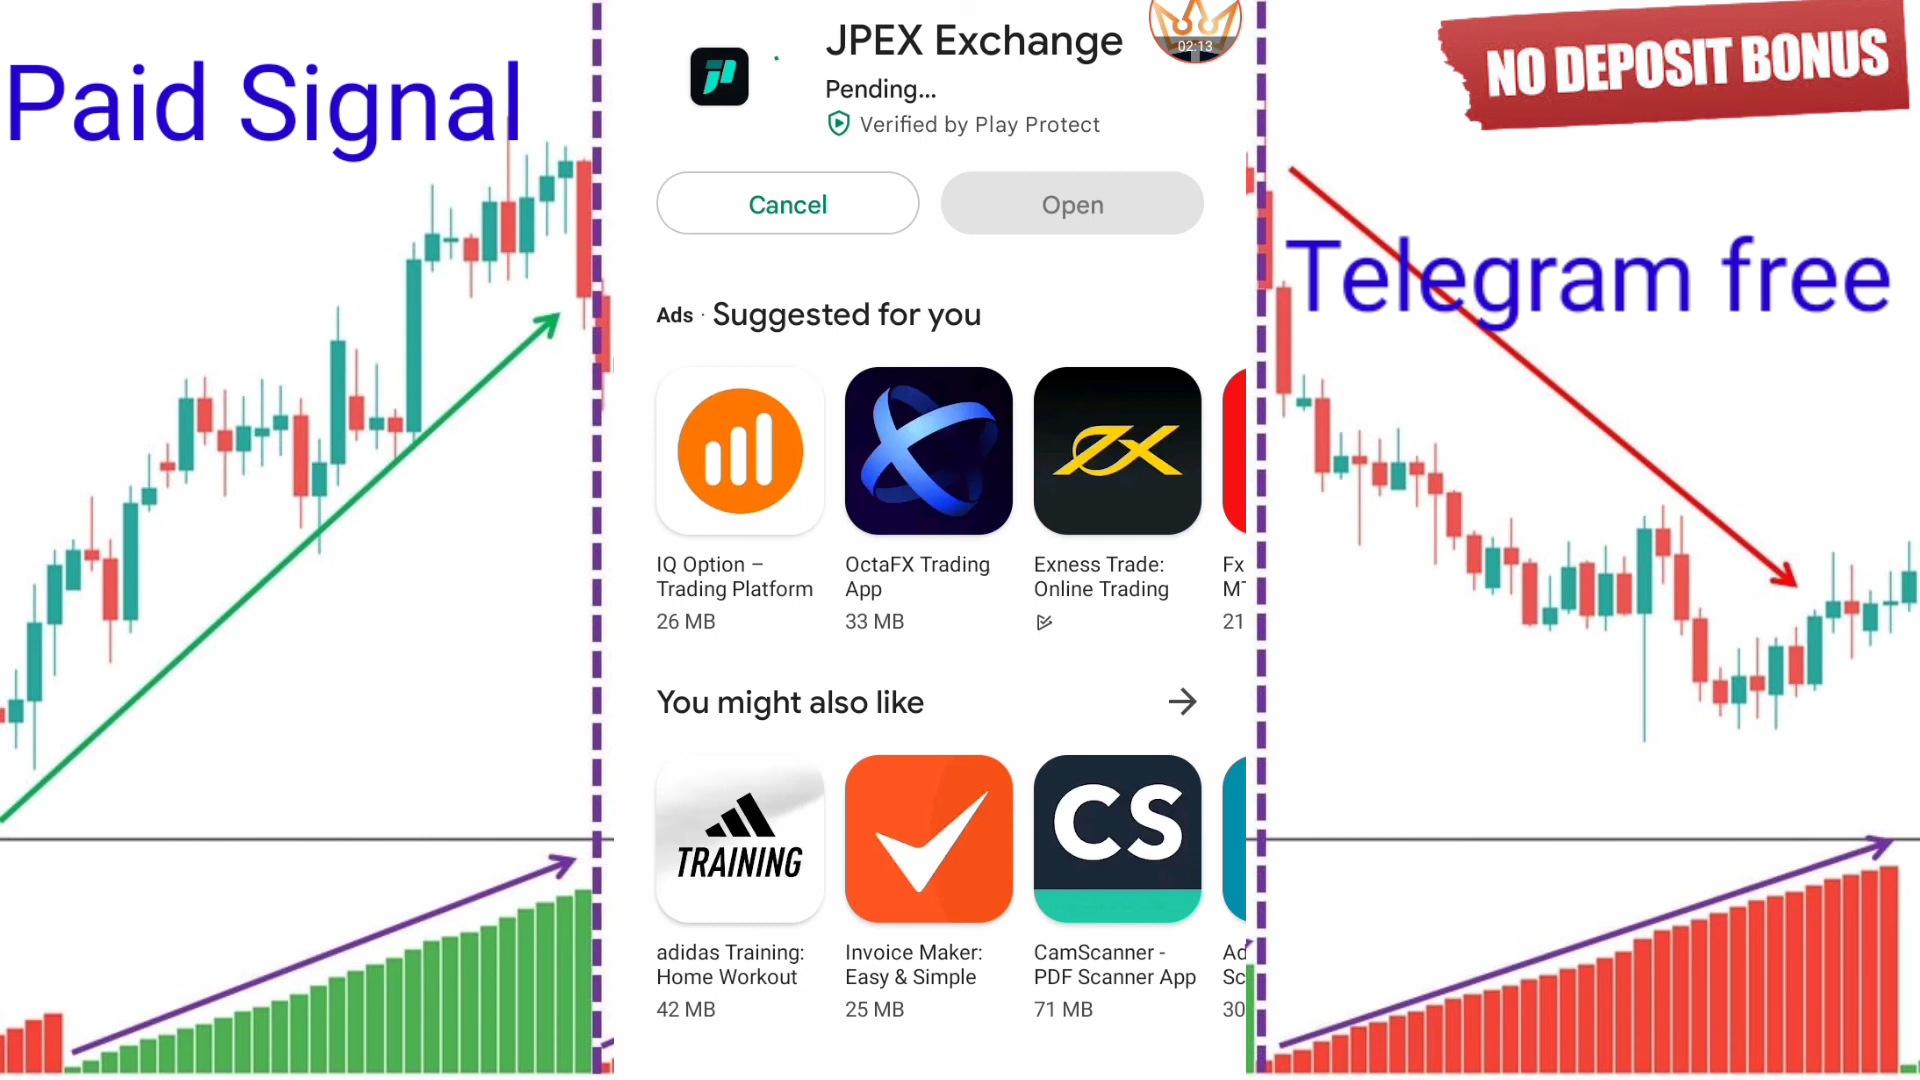 Paid Signal
JPEX Exchange
02:13
Pending...
Verified by Play Protect
Cancel
Open
NO DEPOSIT BONUS
Telegram free
Ads · Suggested for you
IQ Option –
Trading Platform
26 MB
OctaFX Trading
App
33 MB
Exness Trade:
Online Trading
Fx
MT
21
You might also like
TRAINING
CS
adidas Training:
Home Workout
42 MB
Invoice Maker:
Easy & Simple
25 MB
CamScanner -
PDF Scanner App
71 MB
Ad
Sc
30